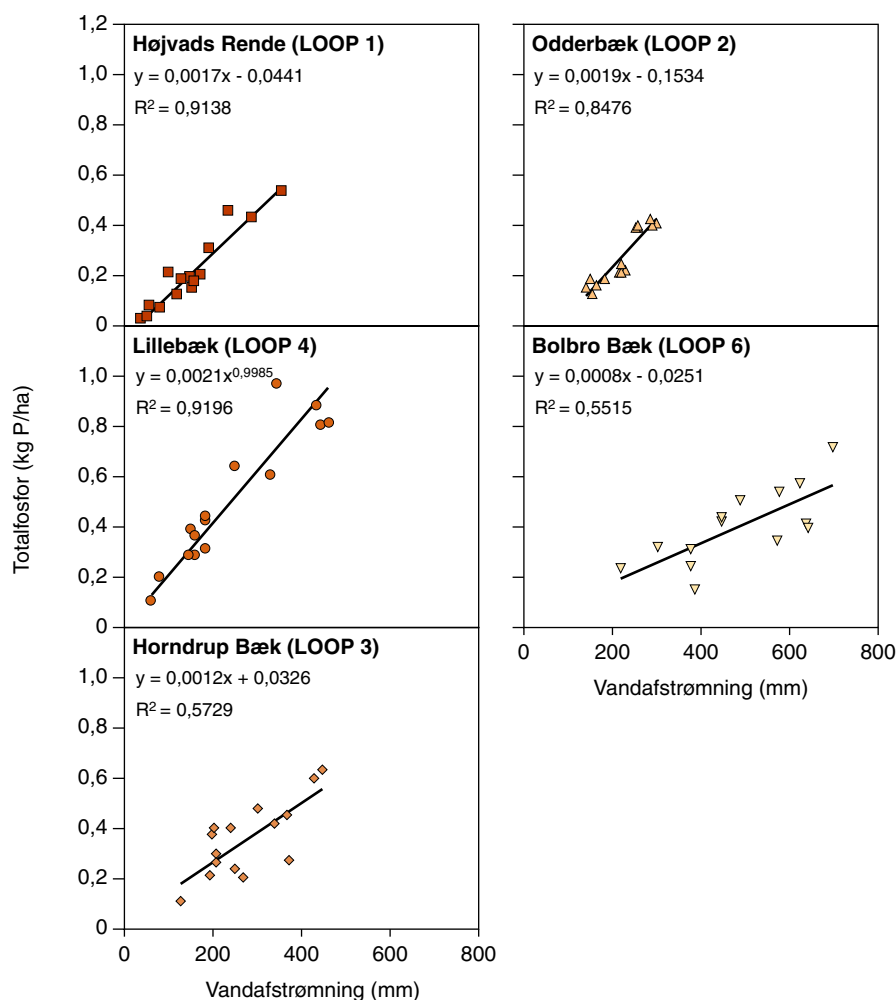 Totalfosfor (kg P/ha)
1,2
1,0
0,8
0,6
0,4
0,2
0
Højvads Rende (LOOP 1)
y = 0,0017x - 0,0441
R² = 0,9138
Odderbæk (LOOP 2)
y = 0,0019x - 0,1534
R² = 0,8476
1,0
0,8
0,6
0,4
0,2
0
Lillebæk (LOOP 4)
y = 0,0021x⁰,⁹⁹⁸⁵
R² = 0,9196
Bolbro Bæk (LOOP 6)
y = 0,0008x - 0,0251
R² = 0,5515
0 200 400 600 800
Vandafstrømning (mm)
1,0
0,8
0,6
0,4
0,2
0
Horndrup Bæk (LOOP 3)
y = 0,0012x + 0,0326
R² = 0,5729
0 200 400 600 800
Vandafstrømning (mm)